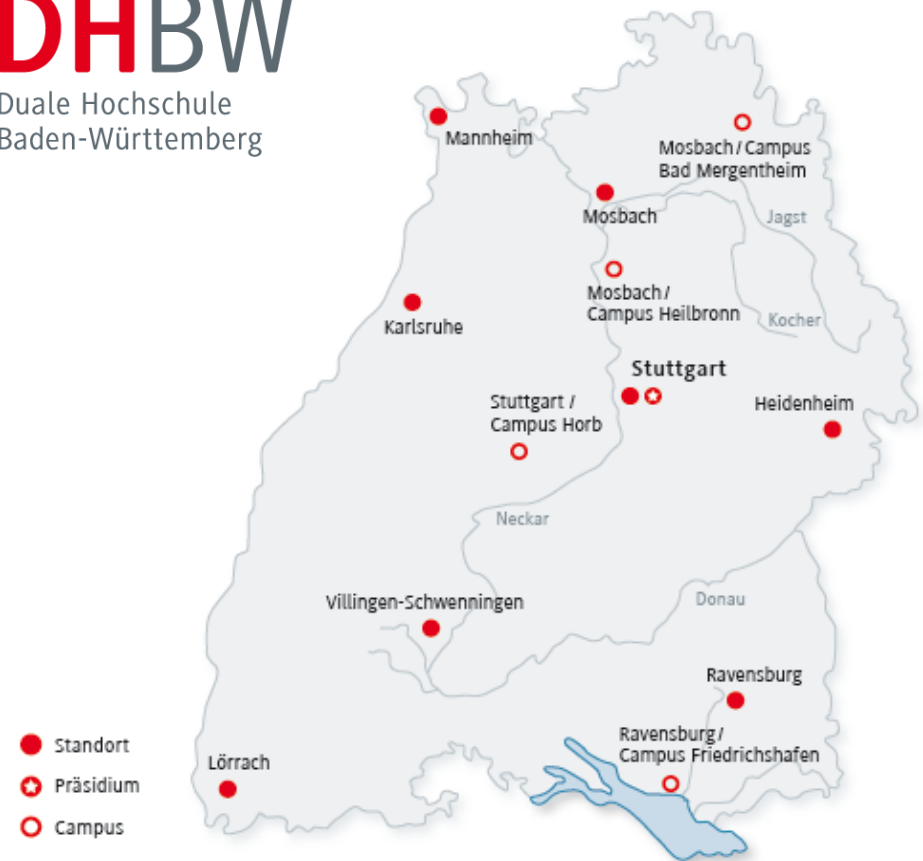 DHBW
Duale Hochschule
Baden-Württemberg
Mannheim
Mosbach/Campus
Bad Mergentheim
Mosbach
Jagst
Mosbach/
Campus Heilbronn
Kocher
Karlsruhe
Stuttgart
Stuttgart /
Campus Horb
Heidenheim
Neckar
Villingen-Schwenningen
Donau
Ravensburg
Ravensburg/
Campus Friedrichshafen
Lörrach
Standort
Präsidium
Campus